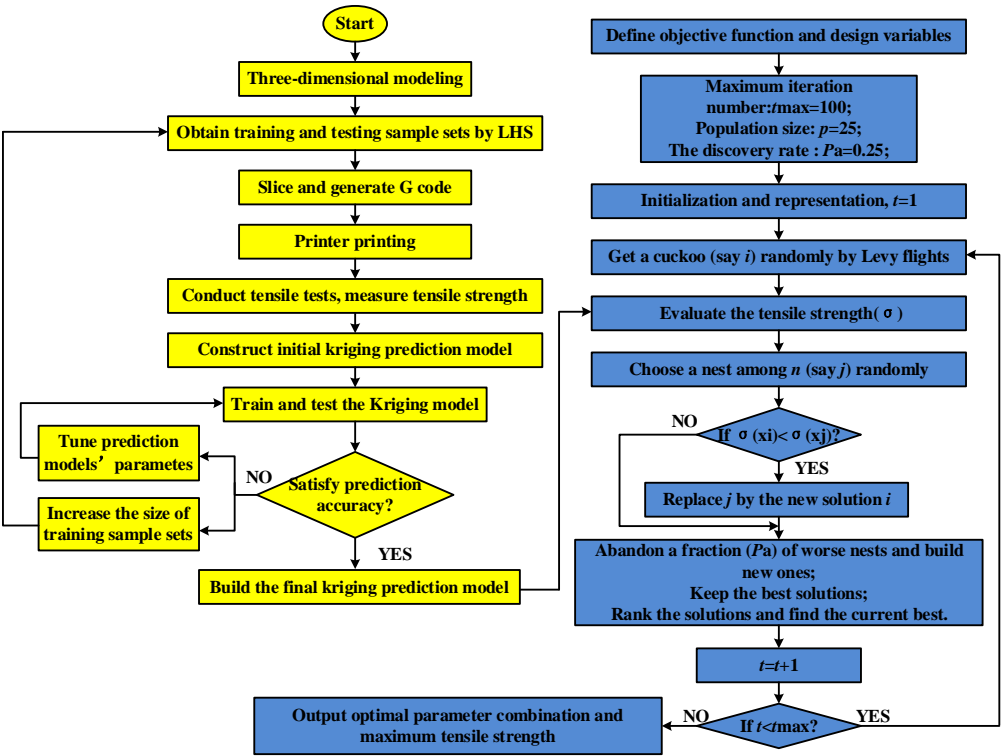 Start
Three-dimensional modeling
Obtain training and testing sample sets by LHS
Slice and generate G code
Printer printing
Conduct tensile tests, measure tensile strength
Construct initial kriging prediction model
Train and test the Kriging model
Tune prediction
models’ parametes
NO
Satisfy prediction
accuracy?
Increase the size of
training sample sets
YES
Build the final kriging prediction model
Define objective function and design variables
Maximum iteration
number:tmax=100;
Population size: p=25;
The discovery rate : Pa=0.25;
Initialization and representation, t=1
Get a cuckoo (say i) randomly by Levy flights
Evaluate the tensile strength( σ )
Choose a nest among n (say j) randomly
NO
If σ (xi)< σ (xj)?
YES
Replace j by the new solution i
Abandon a fraction (Pa) of worse nests and build
new ones;
Keep the best solutions;
Rank the solutions and find the current best.
t=t+1
If t<tmax?
NO
YES
Output optimal parameter combination and
maximum tensile strength